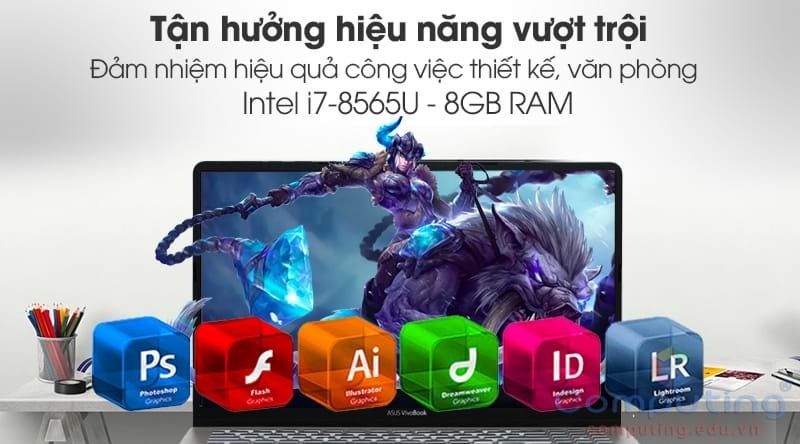 Tận hưởng hiệu năng vượt trội
Đảm nhiệm hiệu quả công việc thiết kế, văn phòng
Intel i7-8565U - 8GB RAM
Ps
Photoshop
Graphics
Flash
Graphics
Ai
Illustrator
Graphics
Dreamweaver
Graphics
ID
Indesign
Graphics
LR
Lightroom
Graphics
ASUS VivoBook
omputing
computing.edu.vn